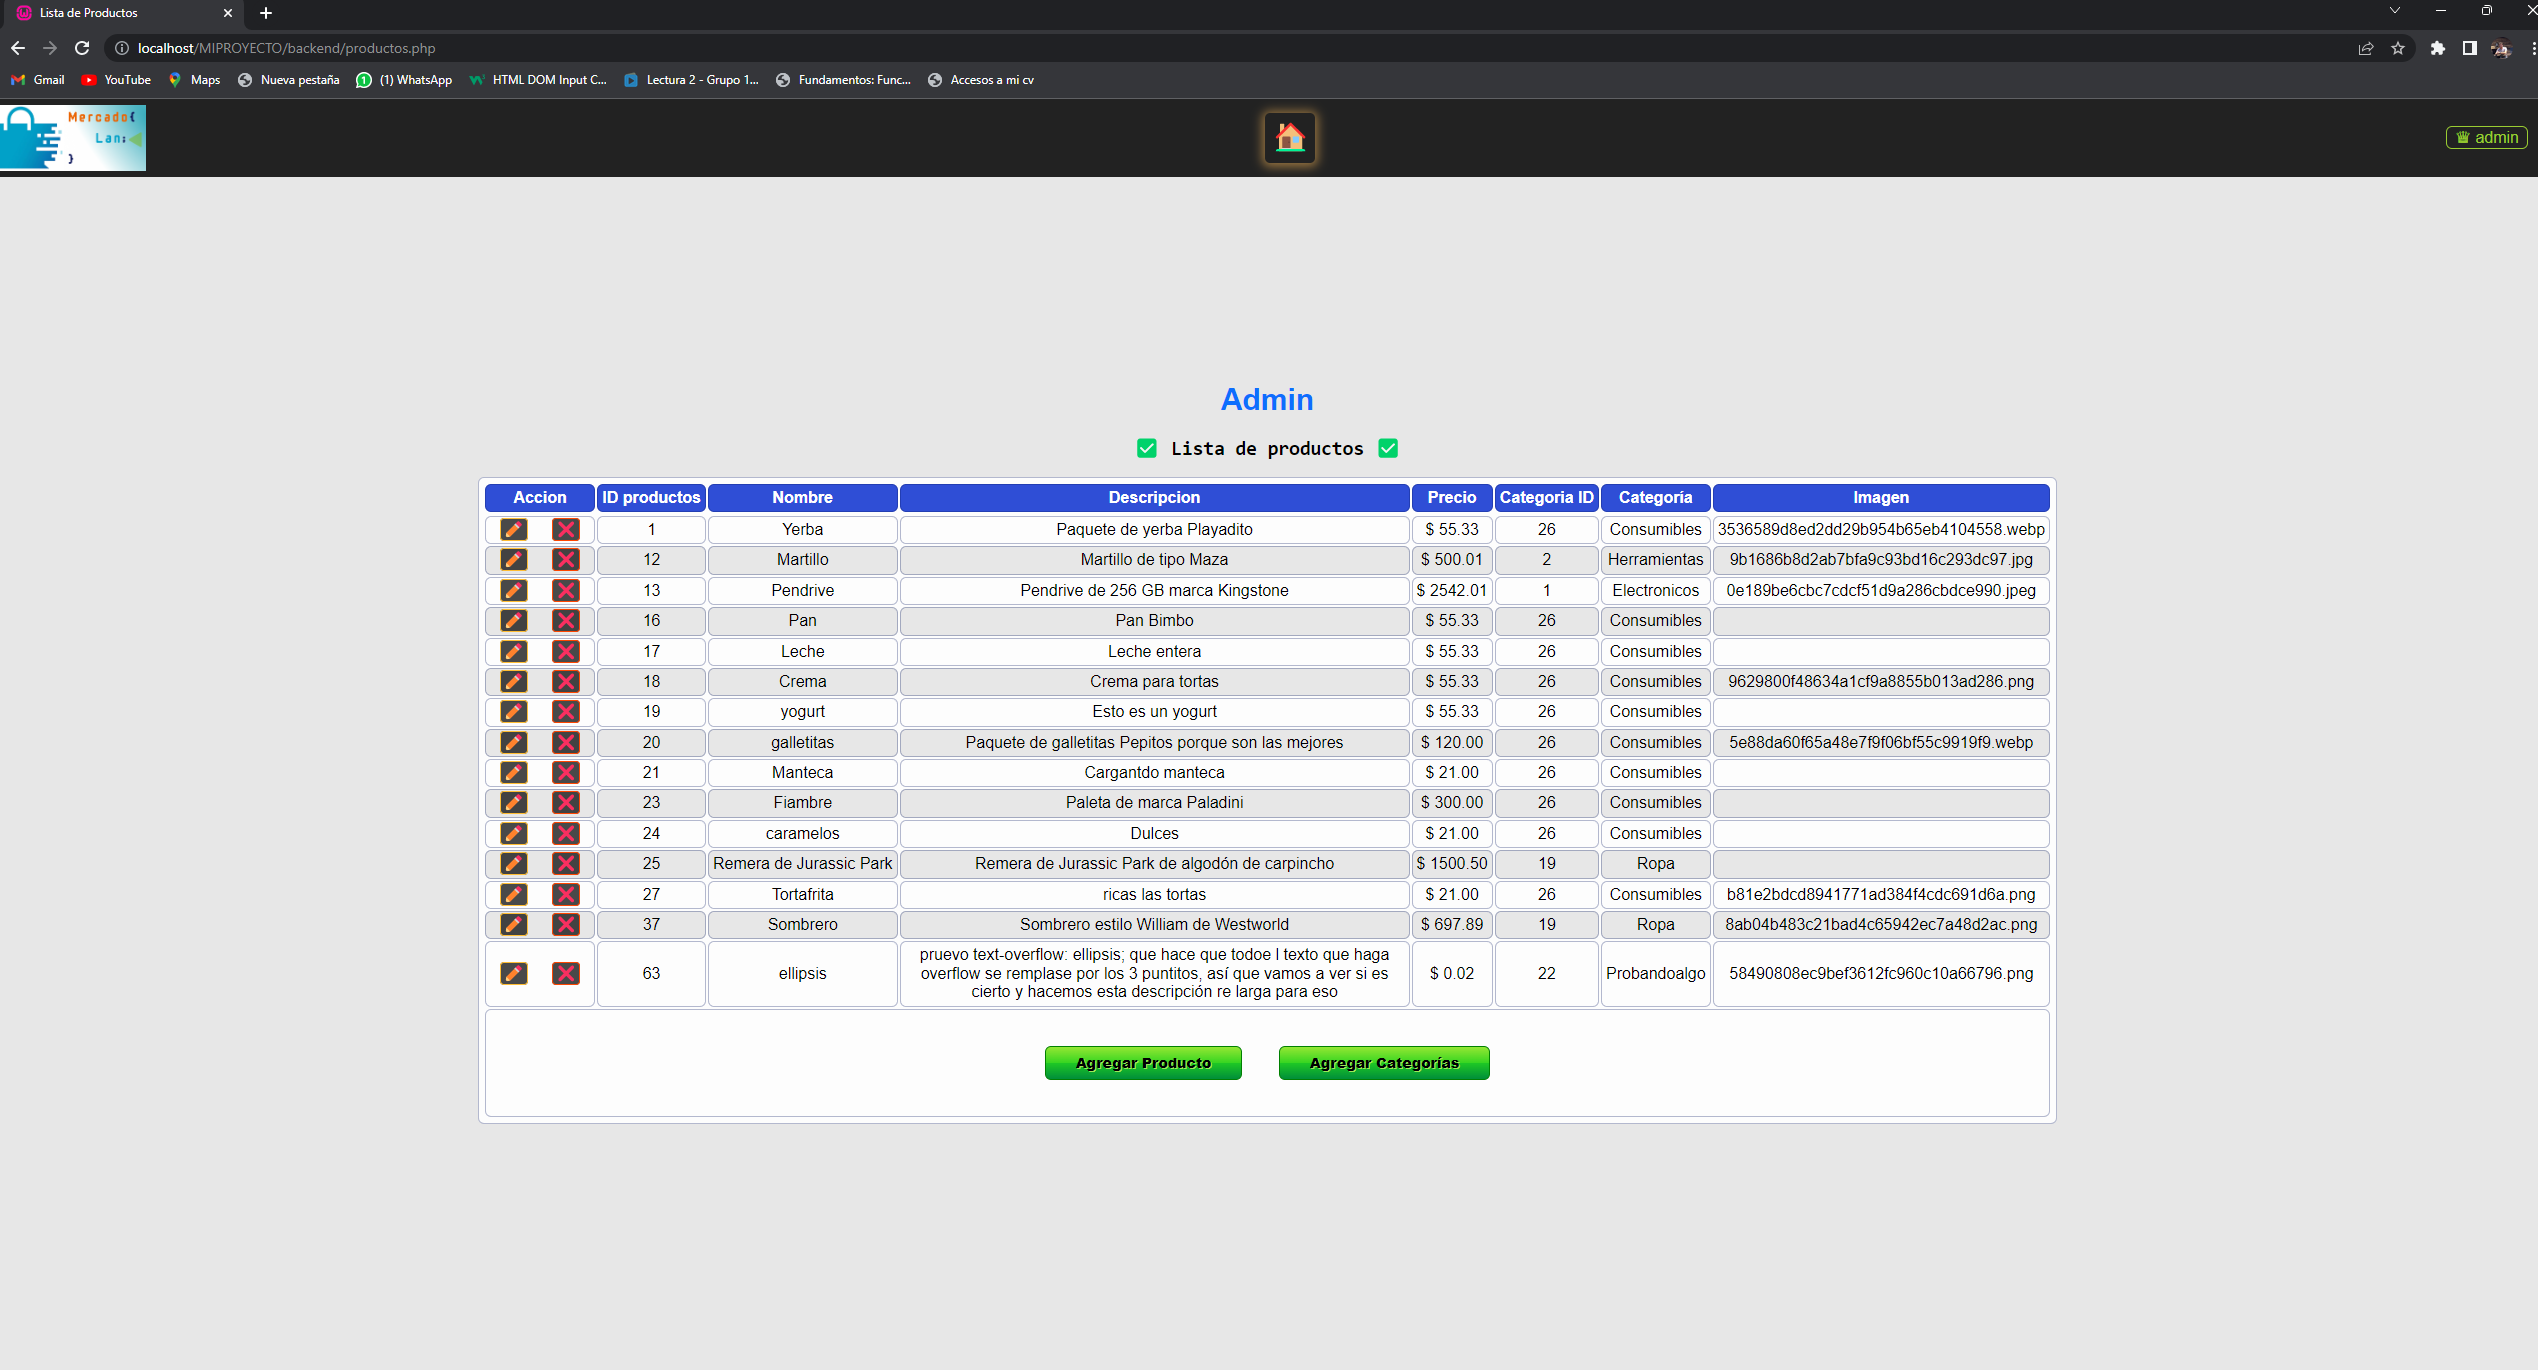 Lista de Productos
localhost/MIPROYECTO/backend/productos.php
Gmail YouTube Maps Nueva pestaña (1) WhatsApp HTML DOM Input C... Lectura 2 - Grupo 1... Fundamentos: Func... Accesos a mi cv
Mercado{
Lan:
}
admin
Admin
Lista de productos
Accion ID productos Nombre Descripcion Precio Categoria ID Categoría Imagen
1 Yerba Paquete de yerba Playadito $ 55.33 26 Consumibles 3536589d8ed2dd29b954b65eb4104558.webp
12 Martillo Martillo de tipo Maza $ 500.01 2 Herramientas 9b1686b8d2ab7bfa9c93bd16c293dc97.jpg
13 Pendrive Pendrive de 256 GB marca Kingstone $ 2542.01 1 Electronicos 0e189be6cbc7cdcf51d9a286cbdce990.jpeg
16 Pan Pan Bimbo $ 55.33 26 Consumibles
17 Leche Leche entera $ 55.33 26 Consumibles
18 Crema Crema para tortas $ 55.33 26 Consumibles 9629800f48634a1cf9a8855b013ad286.png
19 yogurt Esto es un yogurt $ 55.33 26 Consumibles
20 galletitas Paquete de galletitas Pepitos porque son las mejores $ 120.00 26 Consumibles 5e88da60f65a48e7f9f06bf55c9919f9.webp
21 Manteca Cargantdo manteca $ 21.00 26 Consumibles
23 Fiambre Paleta de marca Paladini $ 300.00 26 Consumibles
24 caramelos Dulces $ 21.00 26 Consumibles
25 Remera de Jurassic Park Remera de Jurassic Park de algodón de carpincho $ 1500.50 19 Ropa
27 Tortafrita ricas las tortas $ 21.00 26 Consumibles b81e2bdcd8941771ad384f4cdc691d6a.png
37 Sombrero Sombrero estilo William de Westworld $ 697.89 19 Ropa 8ab04b483c21bad4c65942ec7a48d2ac.png
63 ellipsis pruevo text-overflow: ellipsis; que hace que todoe l texto que haga
overflow se remplase por los 3 puntitos, así que vamos a ver si es
cierto y hacemos esta descripción re larga para eso $ 0.02 22 Probandoalgo 58490808ec9bef3612fc960c10a66796.png
Agregar Producto Agregar Categorías